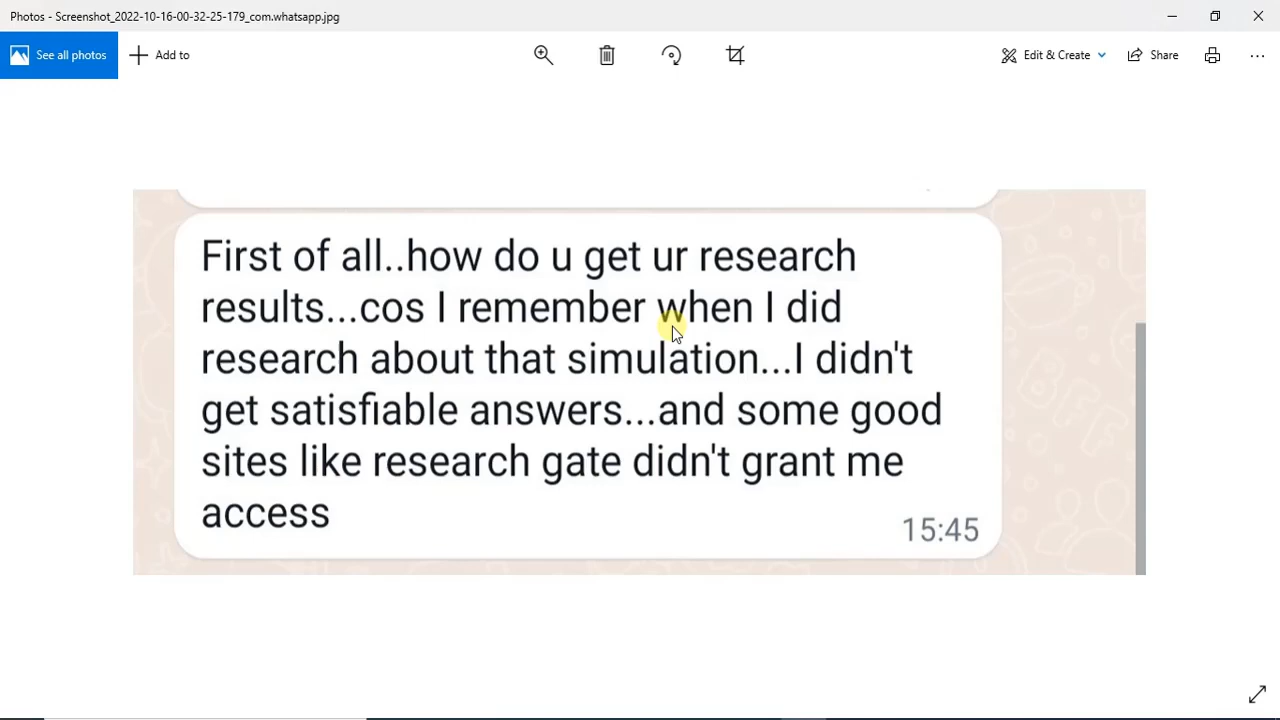 Photos - Screenshot_2022-10-16-00-32-25-179_com.whatsapp.jpg
See all photos
Add to
Edit & Create
Share
First of all..how do u get ur research
results...cos I remember when I did
research about that simulation...I didn't
get satisfiable answers...and some good
sites like research gate didn't grant me
access
15:45